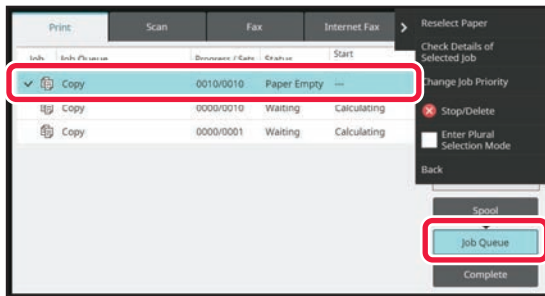 Print Scan Fax Internet Fax
Job Job Queue Progress / Sets Status Start
Copy 0010/0010 Paper Empty ---
Copy 0000/0010 Waiting Calculating
Copy 0000/0001 Waiting Calculating
Reselect Paper
Check Details of
Selected Job
Change Job Priority
Stop/Delete
Enter Plural
Selection Mode
Back
Spool
Job Queue
Complete